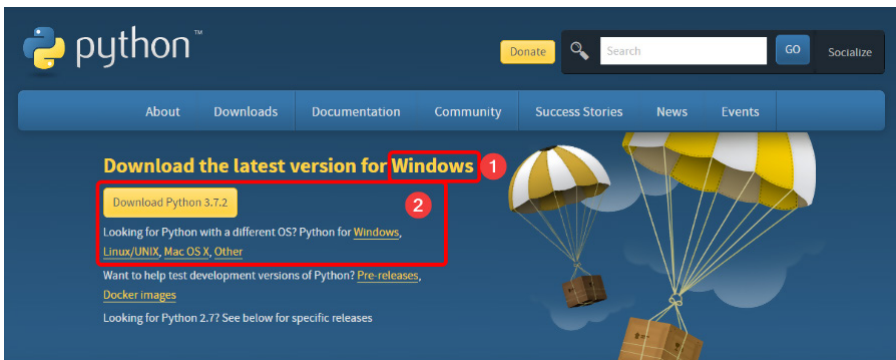 python™
Donate
Search
GO
Socialize
About Downloads Documentation Community Success Stories News Events
Download the latest version for Windows 1
Download Python 3.7.2
2
Looking for Python with a different OS? Python for Windows,
Linux/UNIX, Mac OS X, Other
Want to help test development versions of Python? Pre-releases,
Docker images
Looking for Python 2.7? See below for specific releases